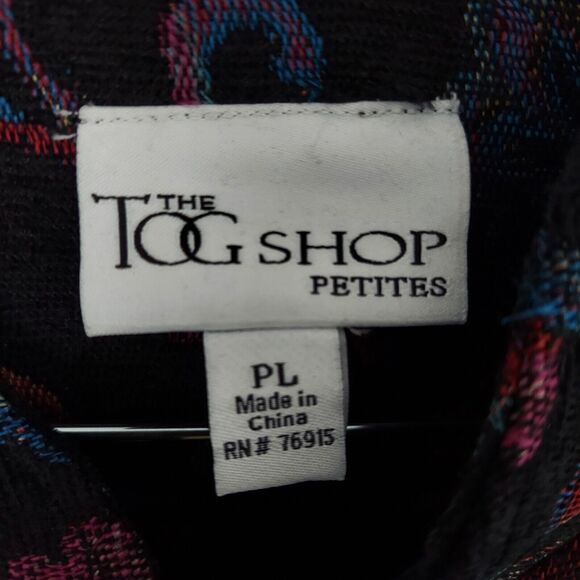 THE
TOG SHOP
PETITES
PL
Made in
China
RN# 76915